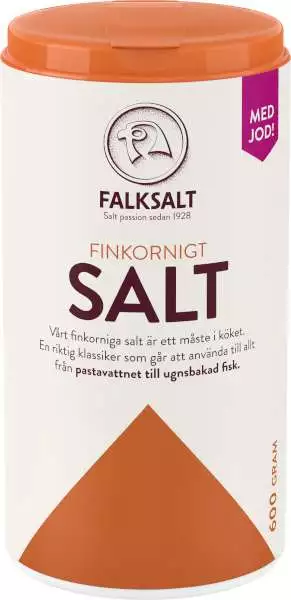 MED
JOD!
FALKSALT
Salt passion sedan 1928
FINKORNIGT
SALT
Vårt finkorniga salt är ett måste i köket.
En riktig klassiker som går att använda till allt
från pastavattnet till ugnsbakad fisk.
600 GRAM